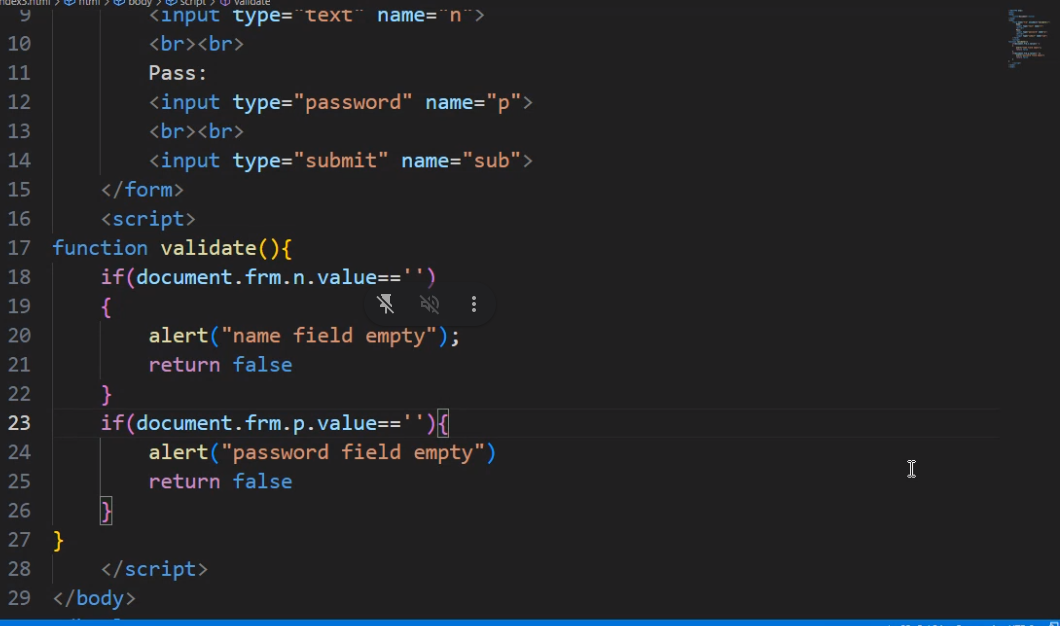 index3.html > html > body > script > validate
9 <input type="text" name="n">
10 <br><br>
11 Pass:
12 <input type="password" name="p">
13 <br><br>
14 <input type="submit" name="sub">
15 </form>
16 <script>
17 function validate(){
18 if(document.frm.n.value=='')
19 {
20 alert("name field empty");
21 return false
22 }
23 if(document.frm.p.value==''){
24 alert("password field empty")
25 return false
26 }
27 }
28 </script>
29 </body>